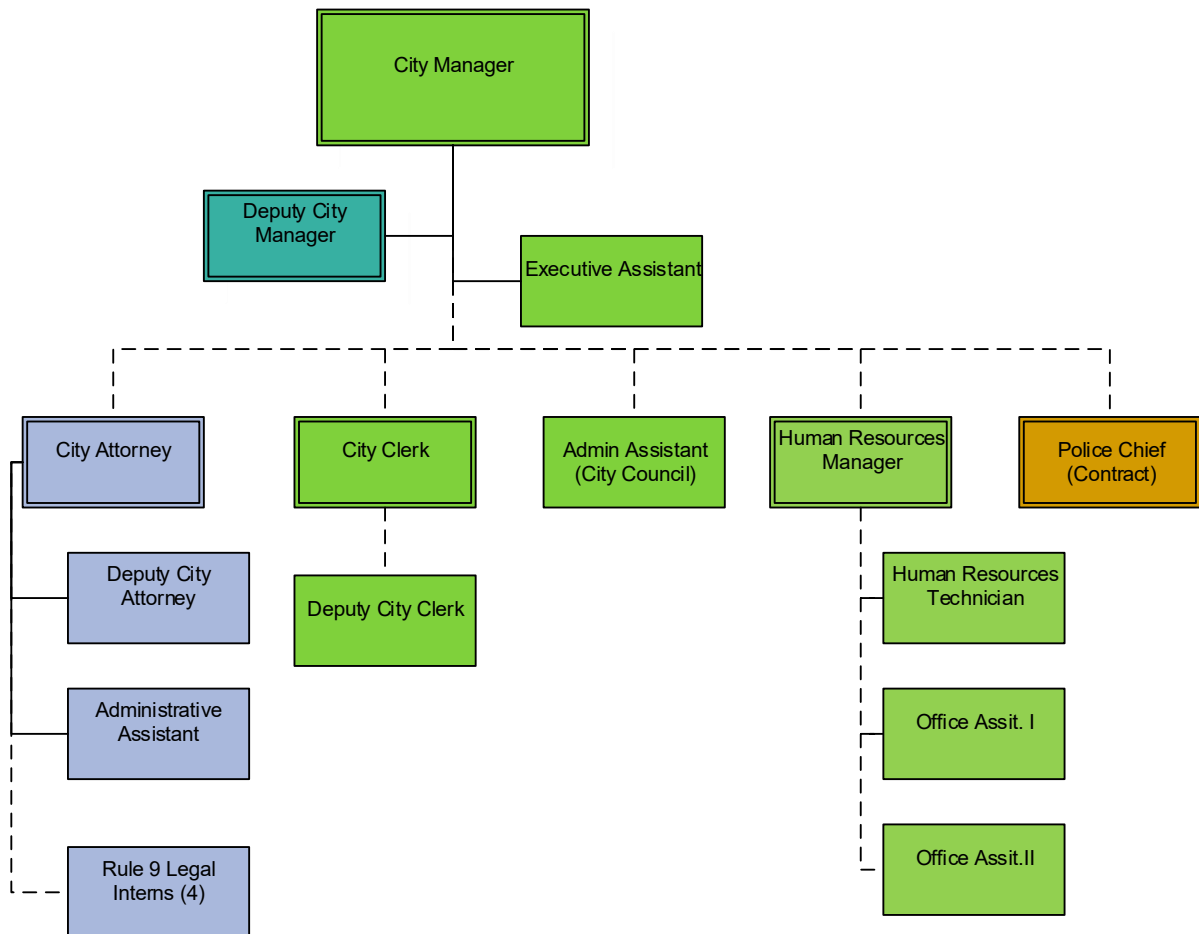 City Manager
Deputy City
Manager
Executive Assistant
City Attorney
City Clerk
Admin Assistant
(City Council)
Human Resources
Manager
Police Chief
(Contract)
Deputy City
Attorney
Deputy City Clerk
Human Resources
Technician
Administrative
Assistant
Office Assit. I
Rule 9 Legal
Interns (4)
Office Assit.II